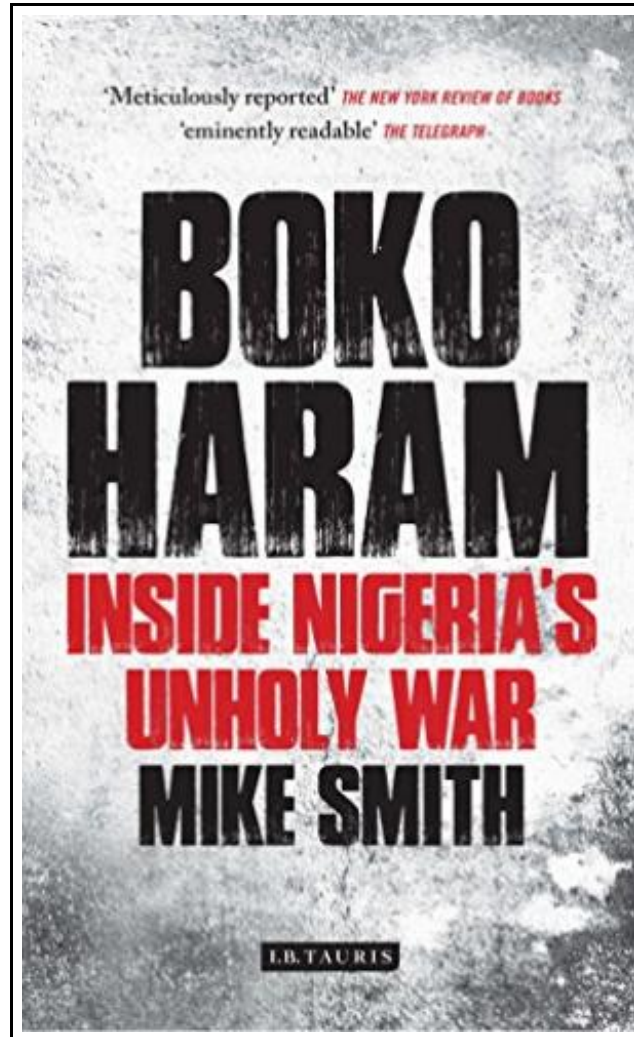 'Meticulously reported' THE NEW YORK REVIEW OF BOOKS
'eminently readable' THE TELEGRAPH
BOKO
HARAM
INSIDE NIGERIA'S
UNHOLY WAR
MIKE SMITH
I.B.TAURIS